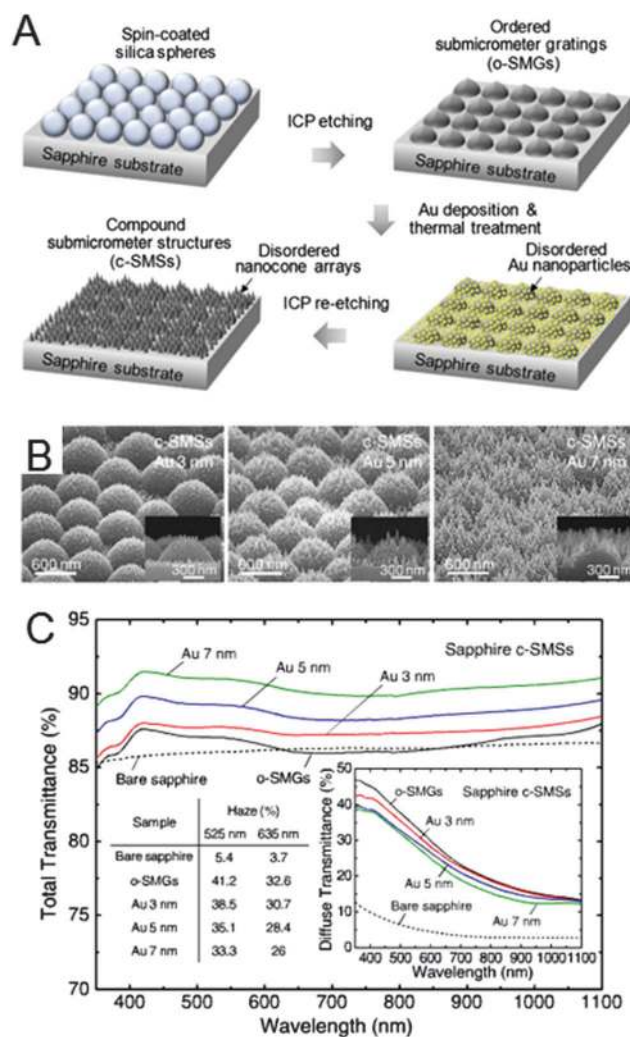 A
Spin-coated
silica spheres
Sapphire substrate
ICP etching
Ordered
submicrometer gratings
(o-SMGs)
Sapphire substrate
Au deposition &
thermal treatment
Compound
submicrometer structures
(c-SMSs)
Disordered
nanocone arrays
Sapphire substrate
ICP re-etching
Disordered
Au nanoparticles
Sapphire substrate
B
c-SMSs
Au 3 nm
600 nm
300 nm
c-SMSs
Au 5 nm
600 nm
300 nm
c-SMSs
Au 7 nm
600 nm
300 nm
C
Total Transmittance (%)
95
90
85
80
75
70
65
Au 7 nm
Au 5 nm
Au 3 nm
Sapphire c-SMSs
Bare sapphire
o-SMGs
Sample Haze (%)
525 nm 635 nm
Bare sapphire 5.4 3.7
o-SMGs 41.2 32.6
Au 3 nm 38.5 30.7
Au 5 nm 35.1 28.4
Au 7 nm 33.3 26
Diffuse Transmittance (%)
50
40
30
20
10
0
o-SMGs
Sapphire c-SMSs
Au 3 nm
Au 5 nm
Au 7 nm
Bare sapphire
400 500 600 700 800 900 1000 1100
Wavelength (nm)
400 500 600 700 800 900 1000 1100
Wavelength (nm)